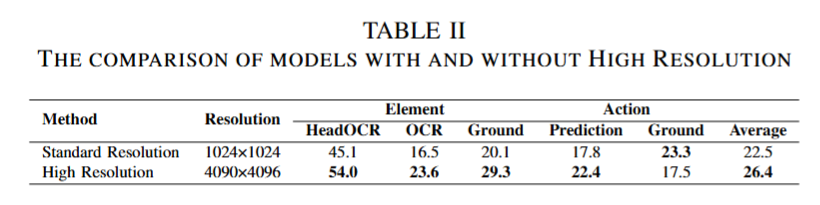 TABLE II
THE COMPARISON OF MODELS WITH AND WITHOUT HIGH RESOLUTION
Method Resolution Element Action
HeadOCR OCR Ground Prediction Ground Average
Standard Resolution 1024×1024 45.1 16.5 20.1 17.8 23.3 22.5
High Resolution 4090×4096 54.0 23.6 29.3 22.4 17.5 26.4